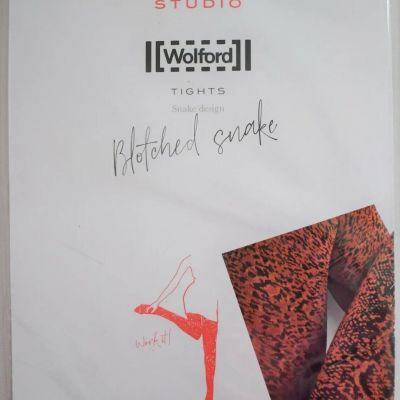 STUDIO
Wolford
TIGHTS
Snake design
Blotched snake
Work it!